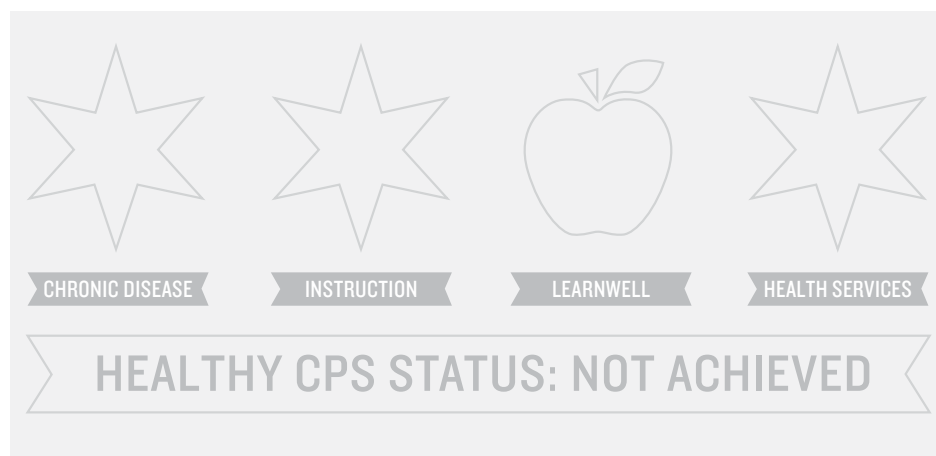 CHRONIC DISEASE
INSTRUCTION
LEARNWELL
HEALTH SERVICES
HEALTHY CPS STATUS: NOT ACHIEVED